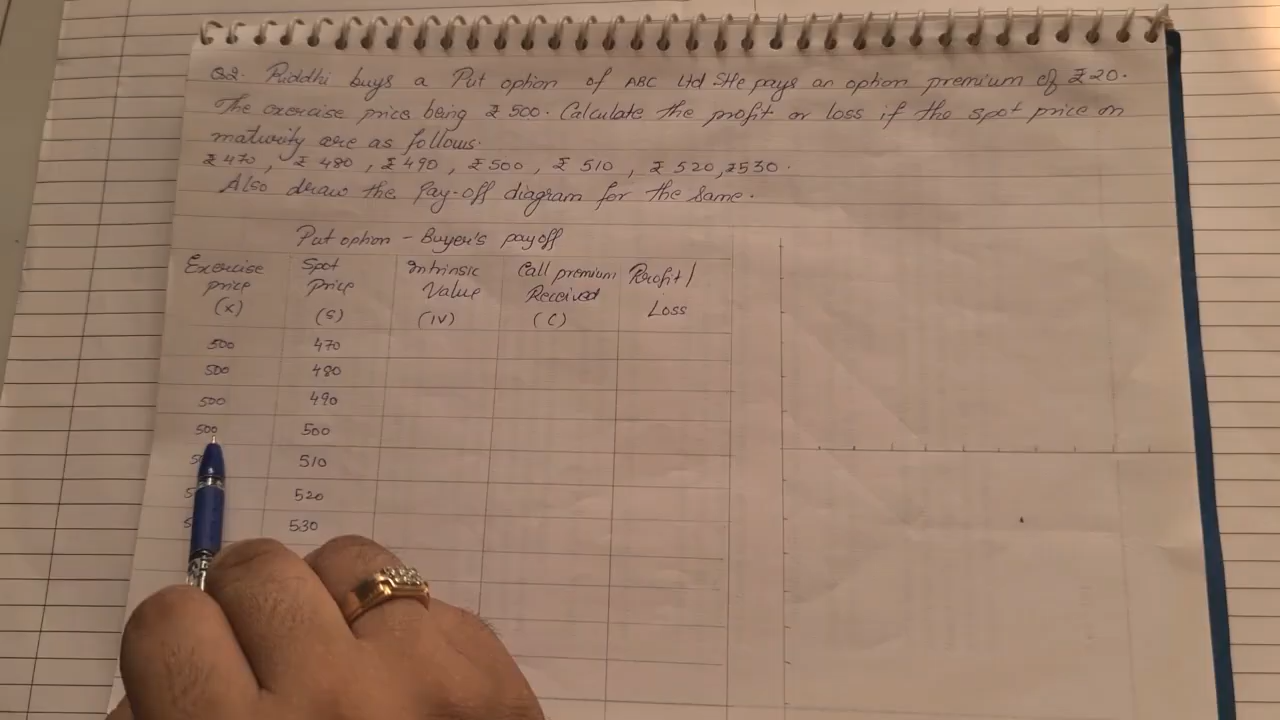 Q2. Riddhi buys a Put option of ABC Ltd She pays an option premium of ₹20.
The exercise price being ₹500. Calculate the profit or loss if the spot price on
maturity are as follows.
₹470, ₹480, ₹490, ₹500, ₹510, ₹520, ₹530.
Also draw the Pay-off diagram for the same.
Put option - Buyer's payoff
Exercise price (X) Spot Price (S) Intrinsic Value (IV) Call premium Received (C) Profit/Loss
500 470
500 480
500 490
500 500
510
520
530